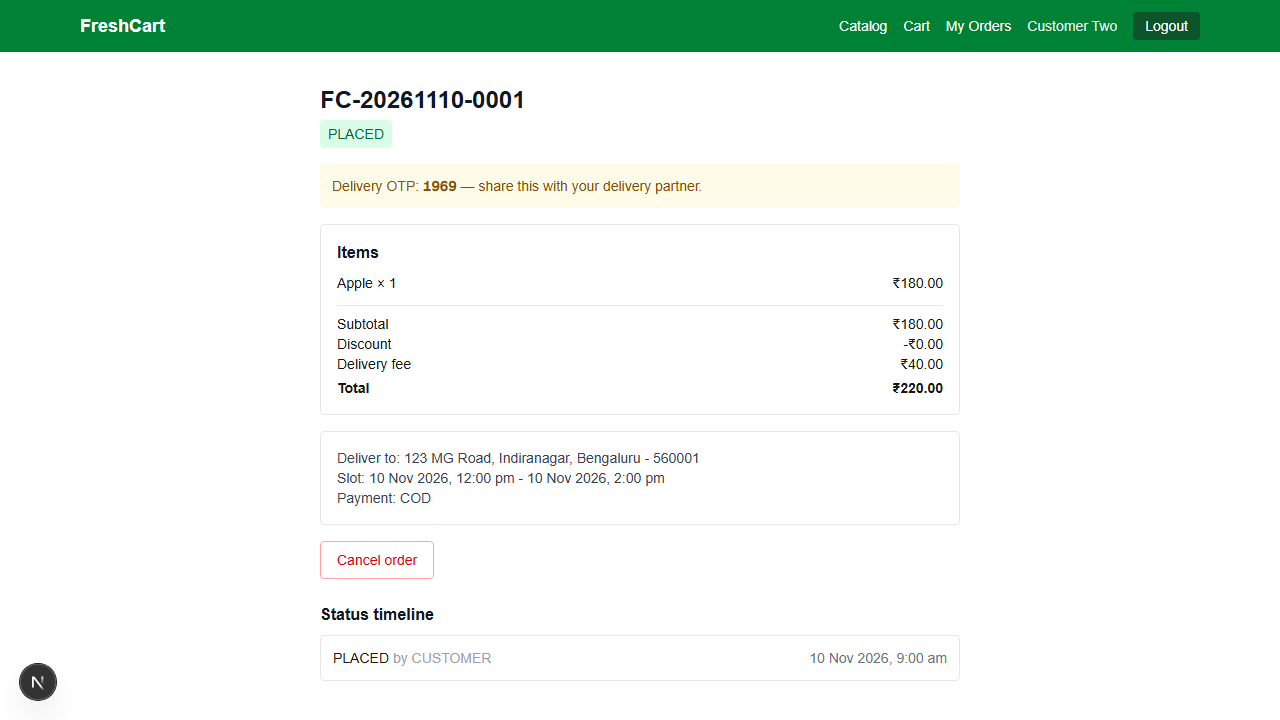 FreshCart
Catalog Cart My Orders Customer Two Logout
FC-20261110-0001
PLACED
Delivery OTP: 1969 — share this with your delivery partner.
Items
Apple × 1 ₹180.00
Subtotal ₹180.00
Discount -₹0.00
Delivery fee ₹40.00
Total ₹220.00
Deliver to: 123 MG Road, Indiranagar, Bengaluru - 560001
Slot: 10 Nov 2026, 12:00 pm - 10 Nov 2026, 2:00 pm
Payment: COD
Cancel order
Status timeline
PLACED by CUSTOMER 10 Nov 2026, 9:00 am
N